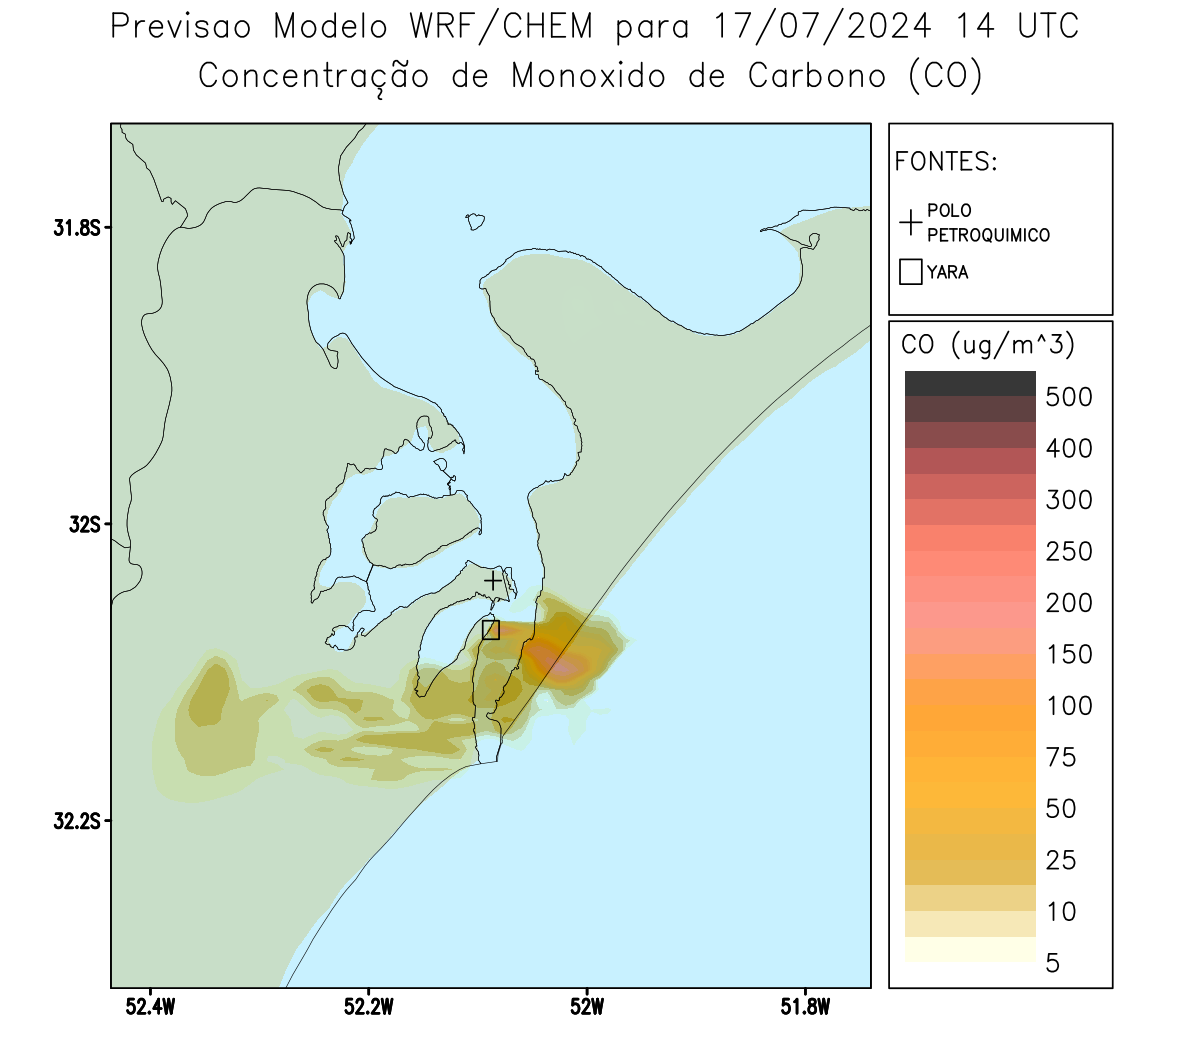 Previsao Modelo WRF/CHEM para 17/07/2024 14 UTC
Concentração de Monoxido de Carbono (CO)
FONTES:
POLO
PETROQUIMICO
YARA
31.8S
32S
32.2S
52.4W
52.2W
52W
51.8W
CO (ug/m^3)
500
400
300
250
200
150
100
75
50
25
10
5